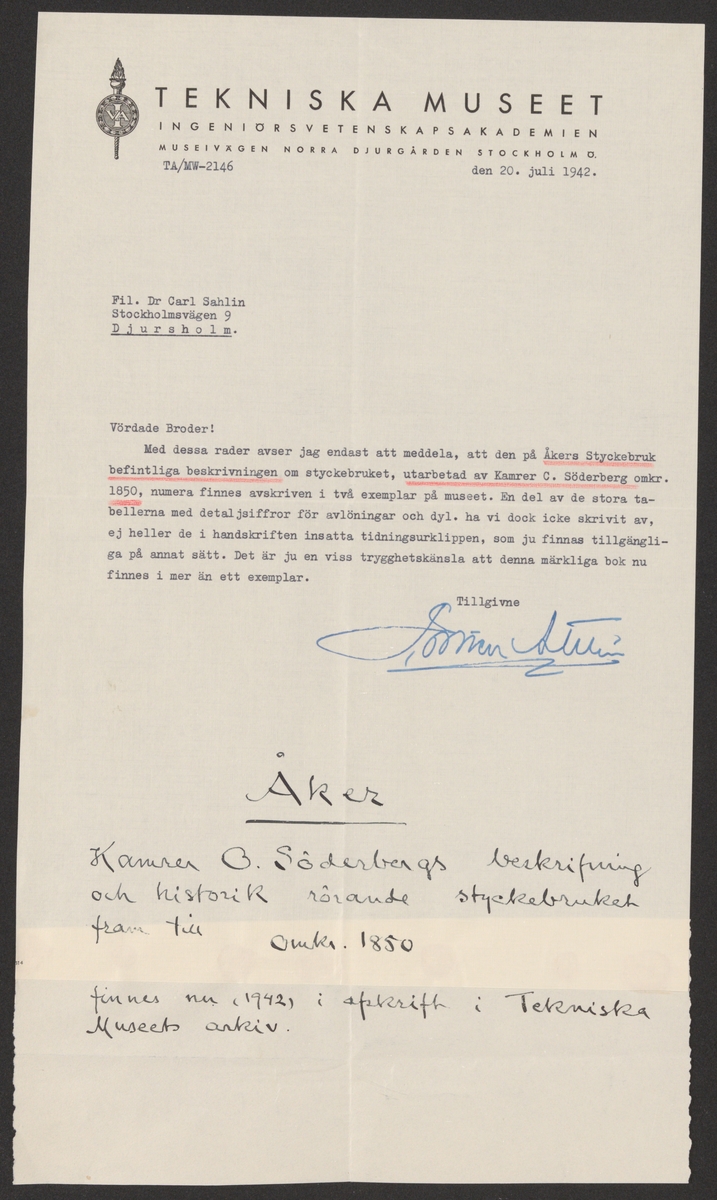 TEKNISKA MUSEET
INGENIÖRSVETENSKAPSAKADEMIEN
MUSEIVÄGEN NORRA DJURGÅRDEN STOCKHOLM Ö.
IVA
TA/MW-2146 den 20. juli 1942.
Fil. Dr Carl Sahlin
Stockholmsvägen 9
Djursholm.
Vördade Broder!
Med dessa rader avser jag endast att meddela, att den på Åkers Styckebruk
befintliga beskrivningen om styckebruket, utarbetad av Kamrer C. Söderberg omkr.
1850, numera finnes avskriven i två exemplar på museet. En del av de stora ta-
bellerna med detaljsiffror för avlöningar och dyl. ha vi dock icke skrivit av,
ej heller de i handskriften insatta tidningsurklippen, som ju finnas tillgängli-
ga på annat sätt. Det är ju en viss trygghetskänsla att denna märkliga bok nu
finnes i mer än ett exemplar.
Tillgivne
Åker
Kamrer C. Söderbergs beskrifning
och historik rörande styckebruket
fram till omkr. 1850
finnes nu (1942) i afskrift i Tekniska
Museets arkiv.